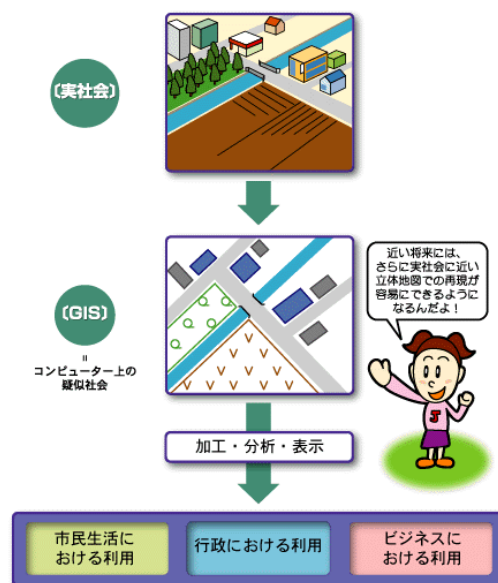 〔実社会〕
近い将来には、
さらに実社会に近い
立体地図での再現が
容易にできるように
なるんだよ！
〔GIS〕
＝
コンピューター上の
疑似社会
J
加工・分析・表示
市民生活に
おける利用
行政における利用
ビジネスに
おける利用